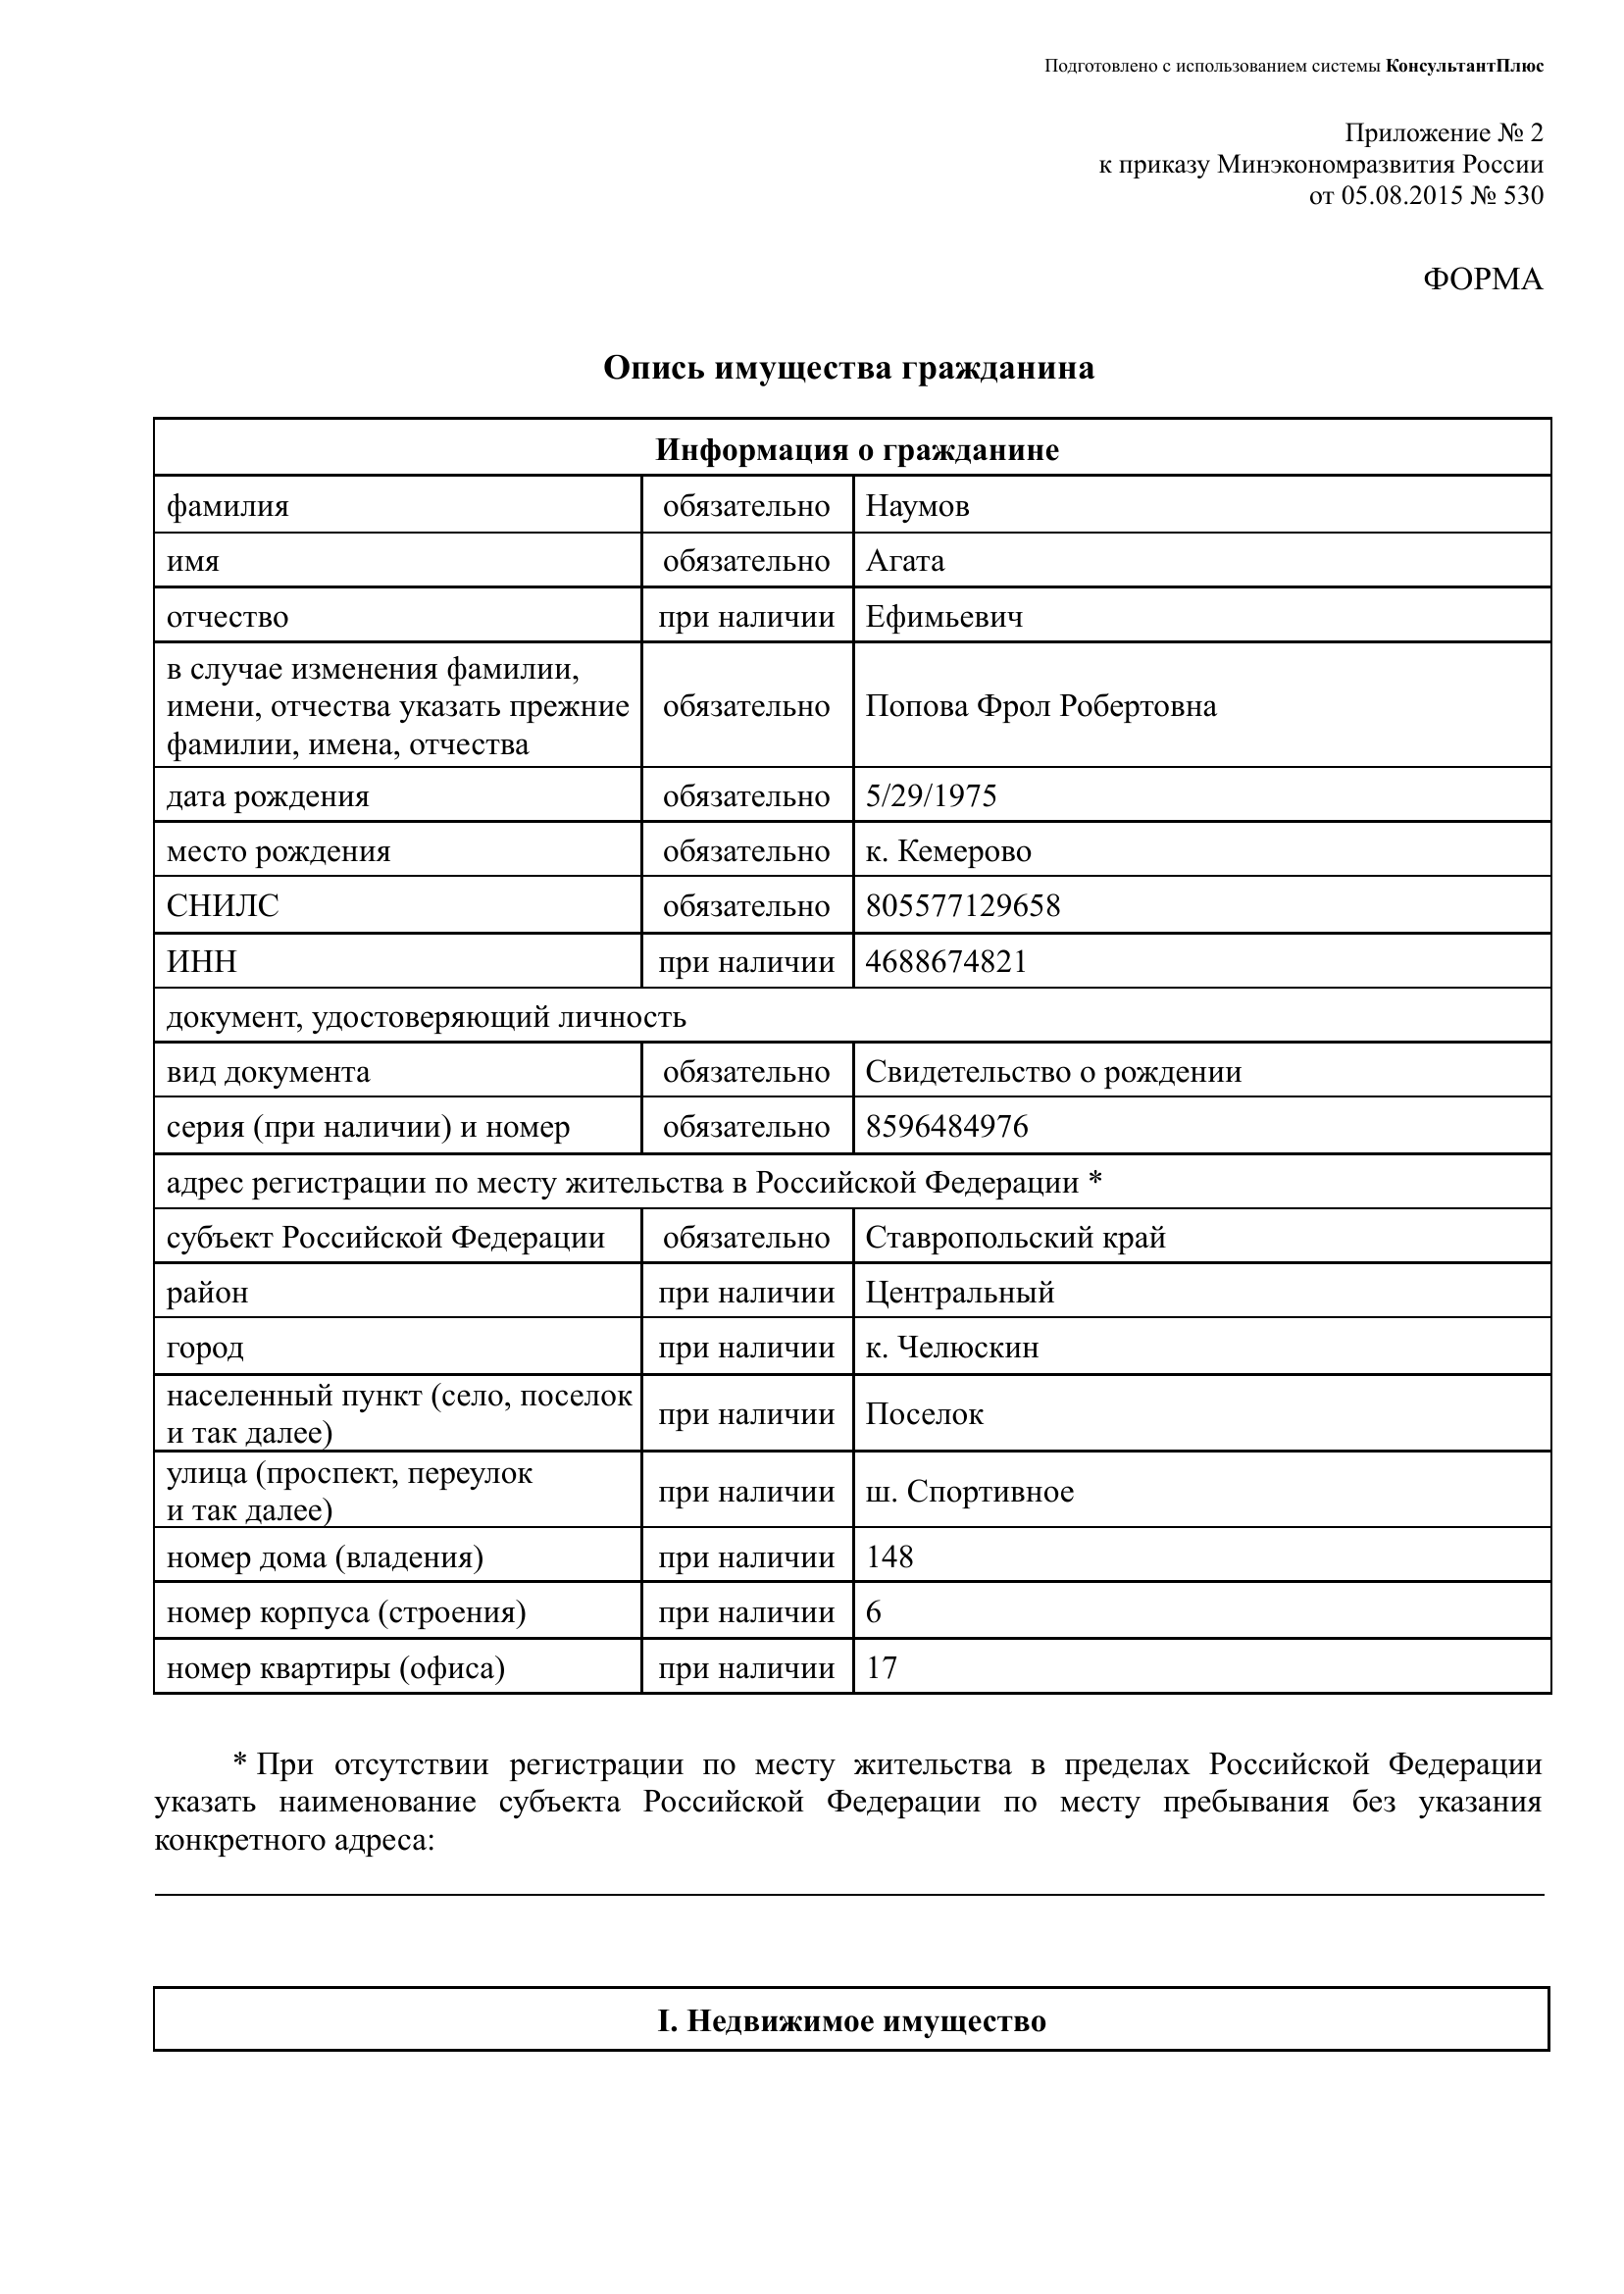 Подготовлено с использованием системы КонсультантПлюс
Приложение № 2
к приказу Минэкономразвития России
от 05.08.2015 № 530
ФОРМА
Опись имущества гражданина
Информация о гражданине
фамилия обязательно Наумов
имя обязательно Агата
отчество при наличии Ефимьевич
в случае изменения фамилии,
имени, отчества указать прежние
фамилии, имена, отчества
обязательно Попова Фрол Робертовна
дата рождения обязательно 5/29/1975
место рождения обязательно к. Кемерово
СНИЛС обязательно 805577129658
ИНН при наличии 4688674821
документ, удостоверяющий личность
вид документа обязательно Свидетельство о рождении
серия (при наличии) и номер обязательно 8596484976
адрес регистрации по месту жительства в Российской Федерации *
субъект Российской Федерации обязательно Ставропольский край
район при наличии Центральный
город при наличии к. Челюскин
населенный пункт (село, поселок
и так далее)
при наличии Поселок
улица (проспект, переулок
и так далее)
при наличии ш. Спортивное
номер дома (владения) при наличии 148
номер корпуса (строения) при наличии 6
номер квартиры (офиса) при наличии 17
* При отсутствии регистрации по месту жительства в пределах Российской Федерации
указать наименование субъекта Российской Федерации по месту пребывания без указания
конкретного адреса:
I. Недвижимое имущество